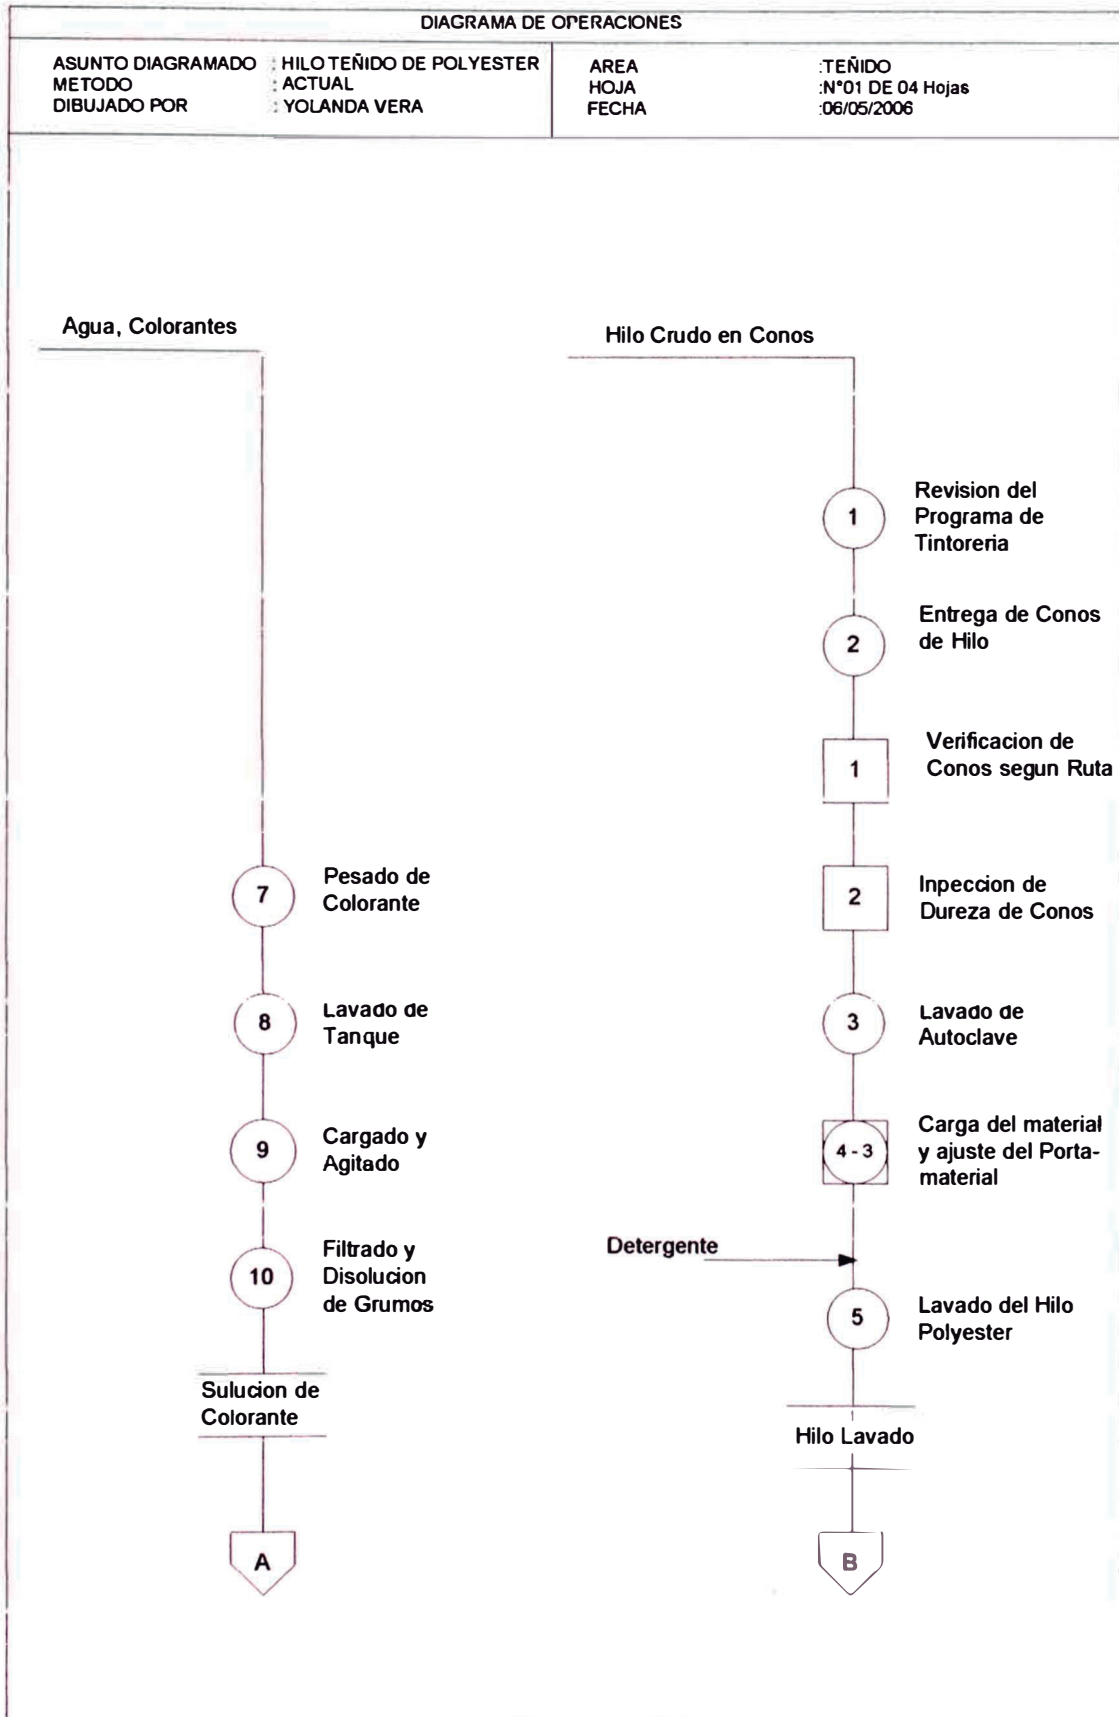 DIAGRAMA DE OPERACIONES
ASUNTO DIAGRAMADO : HILO TEÑIDO DE POLYESTER
METODO : ACTUAL
DIBUJADO POR : YOLANDA VERA
AREA :TEÑIDO
HOJA :N°01 DE 04 Hojas
FECHA :06/05/2006
Agua, Colorantes
7
Pesado de
Colorante
8
Lavado de
Tanque
9
Cargado y
Agitado
10
Filtrado y
Disolucion
de Grumos
Sulucion de
Colorante
A
Hilo Crudo en Conos
1
Revision del
Programa de
Tintoreria
2
Entrega de Conos
de Hilo
1
Verificacion de
Conos segun Ruta
2
Inpeccion de
Dureza de Conos
3
Lavado de
Autoclave
4 - 3
Carga del material
y ajuste del Porta-
material
Detergente
5
Lavado del Hilo
Polyester
Hilo Lavado
B